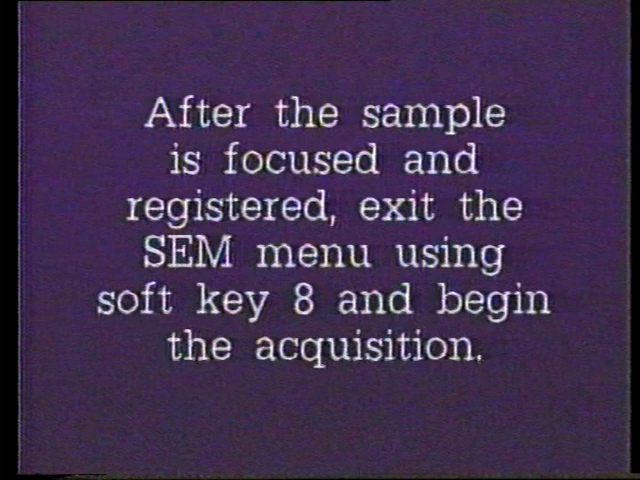 After the sample
is focused and
registered, exit the
SEM menu using
soft key 8 and begin
the acquisition.